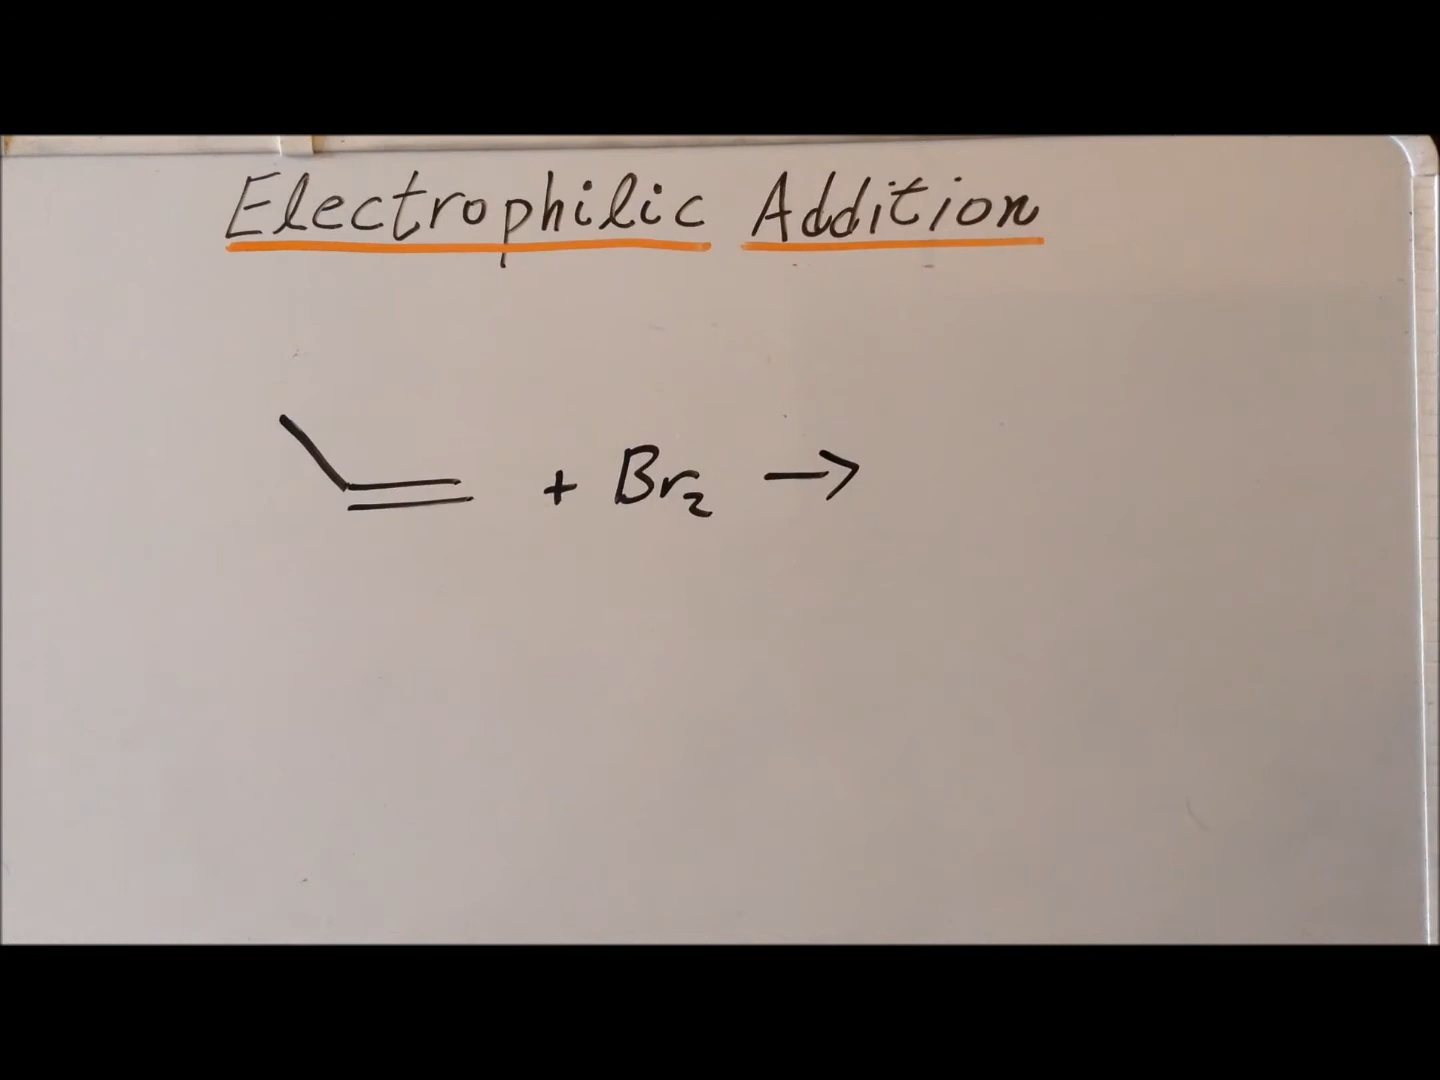 Electrophilic Addition
+ Br₂ →